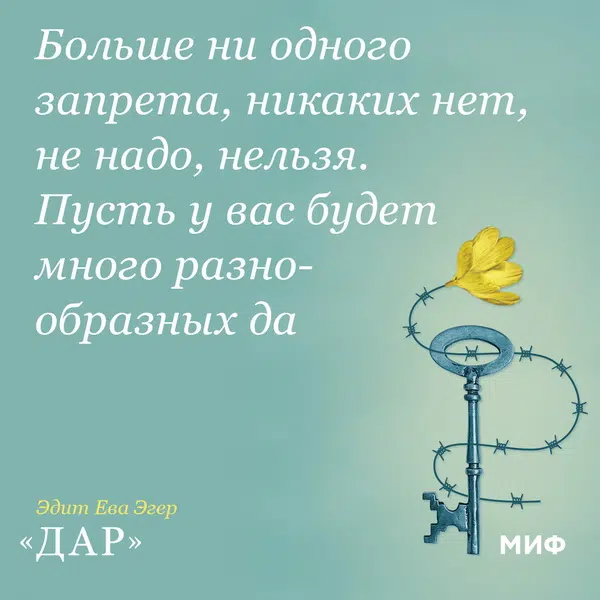 Больше ни одного
запрета, никаких нет,
не надо, нельзя.
Пусть у вас будет
много разно-
образных да
Эдит Ева Эгер
«ДАР»
МИФ